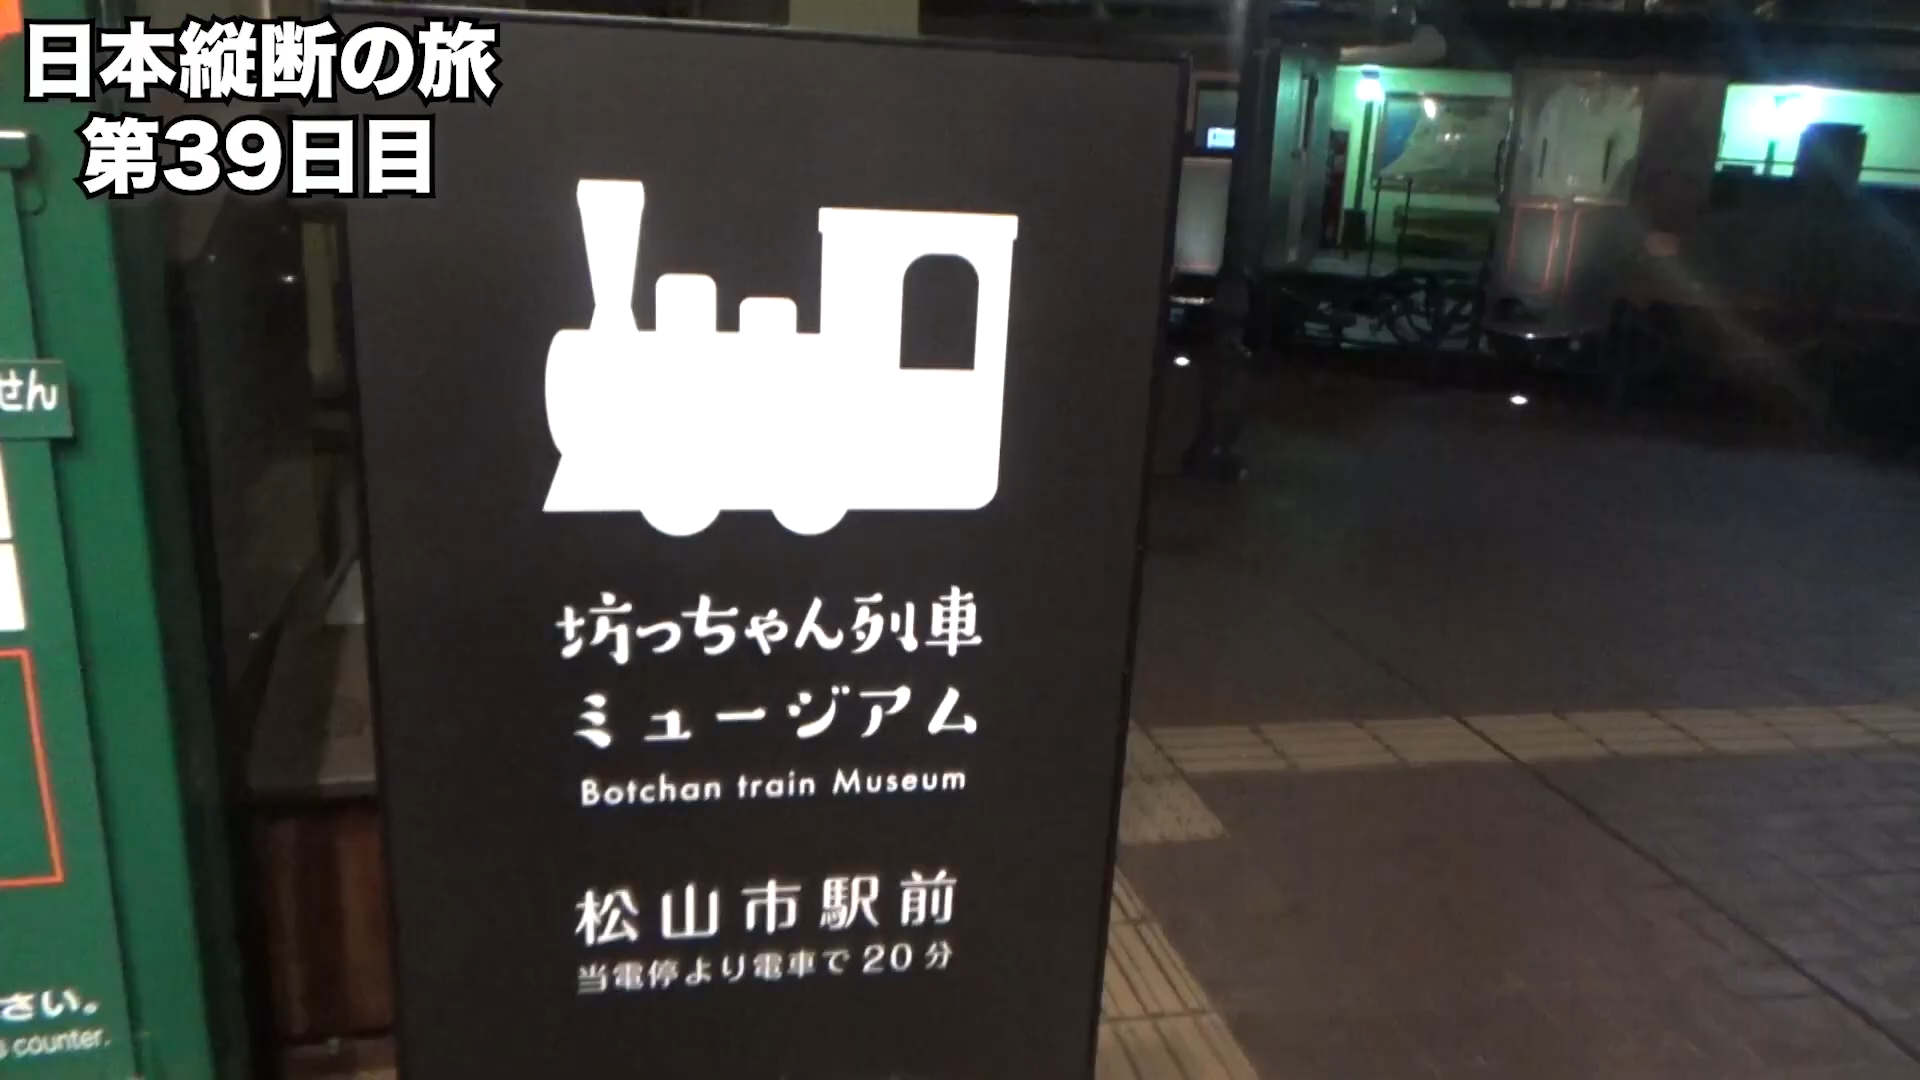 日本縦断の旅
第39日目
せん
坊っちゃん列車
ミュージアム
Botchan train Museum
松山市駅前
当電停より電車で20分
さい。
counter.